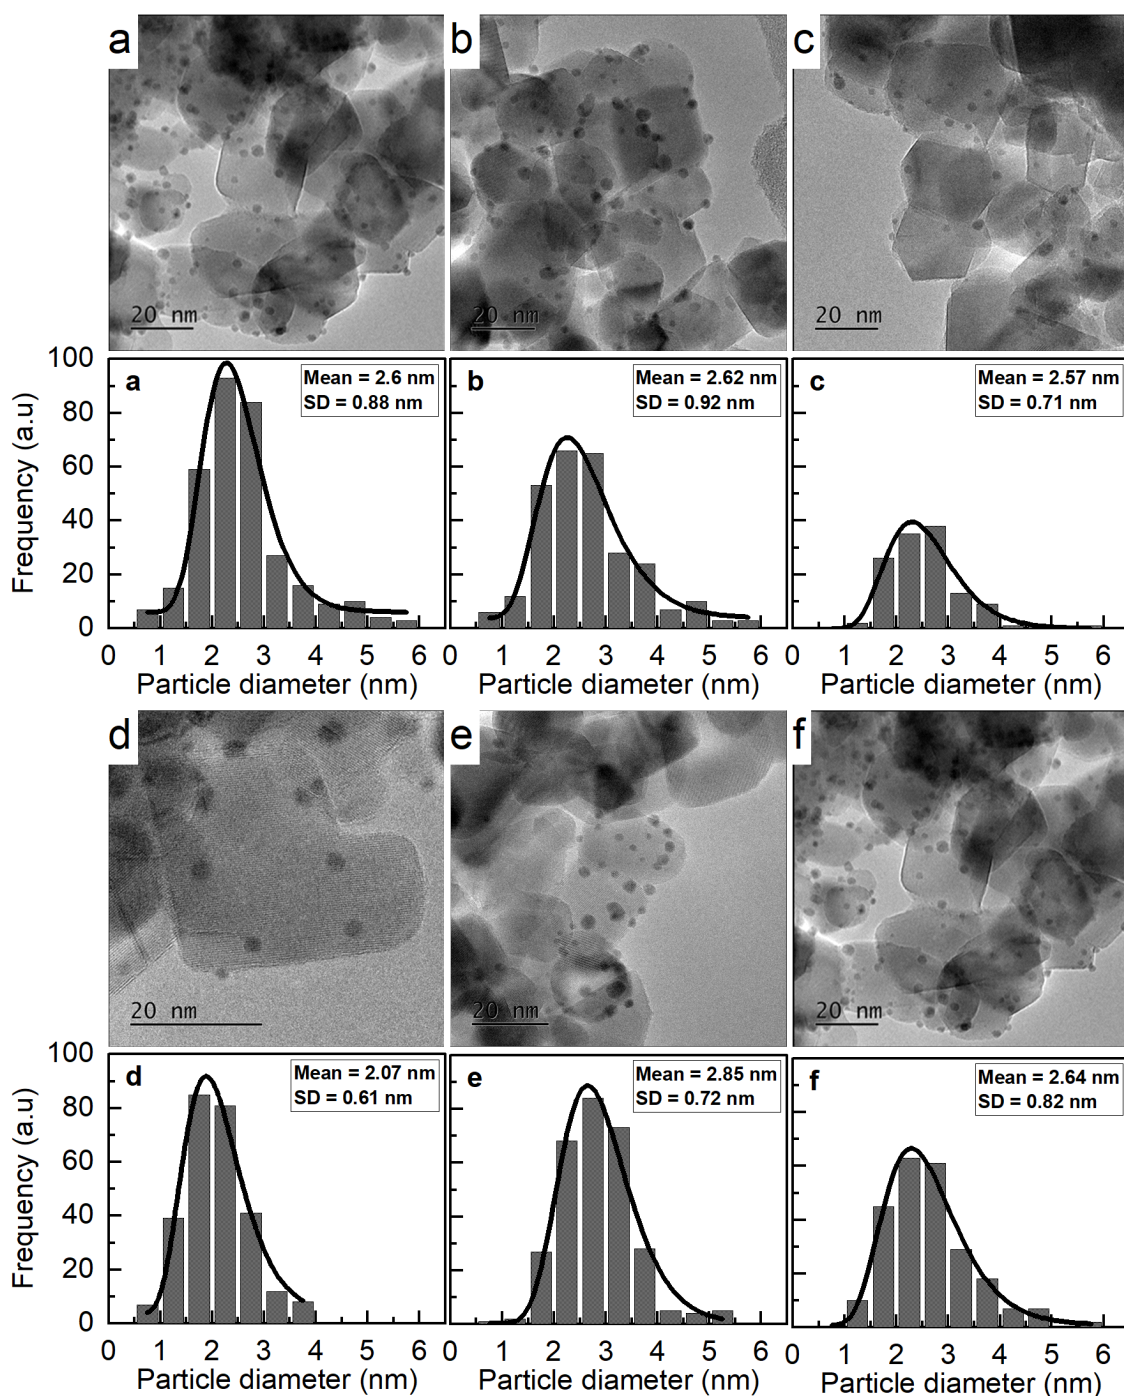 a b c
20 nm 20 nm 20 nm
a Mean = 2.6 nm
SD = 0.88 nm
b Mean = 2.62 nm
SD = 0.92 nm
c Mean = 2.57 nm
SD = 0.71 nm
100
80
60
40
20
0
Frequency (a.u)
0 1 2 3 4 5 6
0 1 2 3 4 5 6
0 1 2 3 4 5 6
Particle diameter (nm) Particle diameter (nm) Particle diameter (nm)
d e f
20 nm 20 nm 20 nm
d Mean = 2.07 nm
SD = 0.61 nm
e Mean = 2.85 nm
SD = 0.72 nm
f Mean = 2.64 nm
SD = 0.82 nm
100
80
60
40
20
0
Frequency (a.u)
0 1 2 3 4 5 6
0 1 2 3 4 5 6
0 1 2 3 4 5 6
Particle diameter (nm) Particle diameter (nm) Particle diameter (nm)